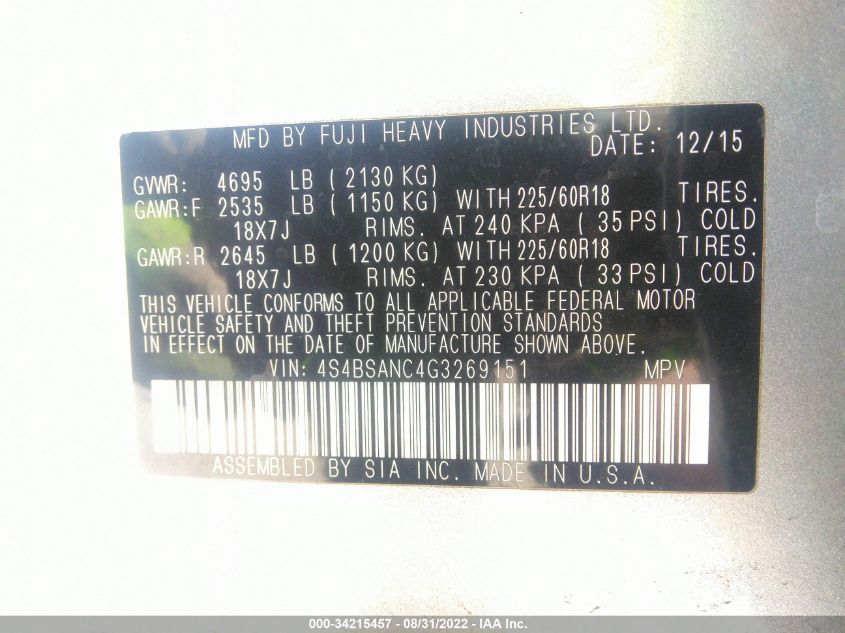 MFD BY FUJI HEAVY INDUSTRIES LTD.
DATE: 12/15
GVWR: 4695 LB ( 2130 KG)
GAWR:F 2535 LB ( 1150 KG) WITH 225/60R18 TIRES.
18X7J RIMS. AT 240 KPA ( 35 PSI) COLD
GAWR:R 2645 LB ( 1200 KG) WITH 225/60R18 TIRES.
18X7J RIMS. AT 230 KPA ( 33 PSI) COLD
THIS VEHICLE CONFORMS TO ALL APPLICABLE FEDERAL MOTOR
VEHICLE SAFETY AND THEFT PREVENTION STANDARDS
IN EFFECT ON THE DATE OF MANUFACTURE SHOWN ABOVE.
VIN: 4S4BSANC4G3269151 MPV
ASSEMBLED BY SIA INC. MADE IN U.S.A.
000-34215457 - 08/31/2022 - IAA Inc.